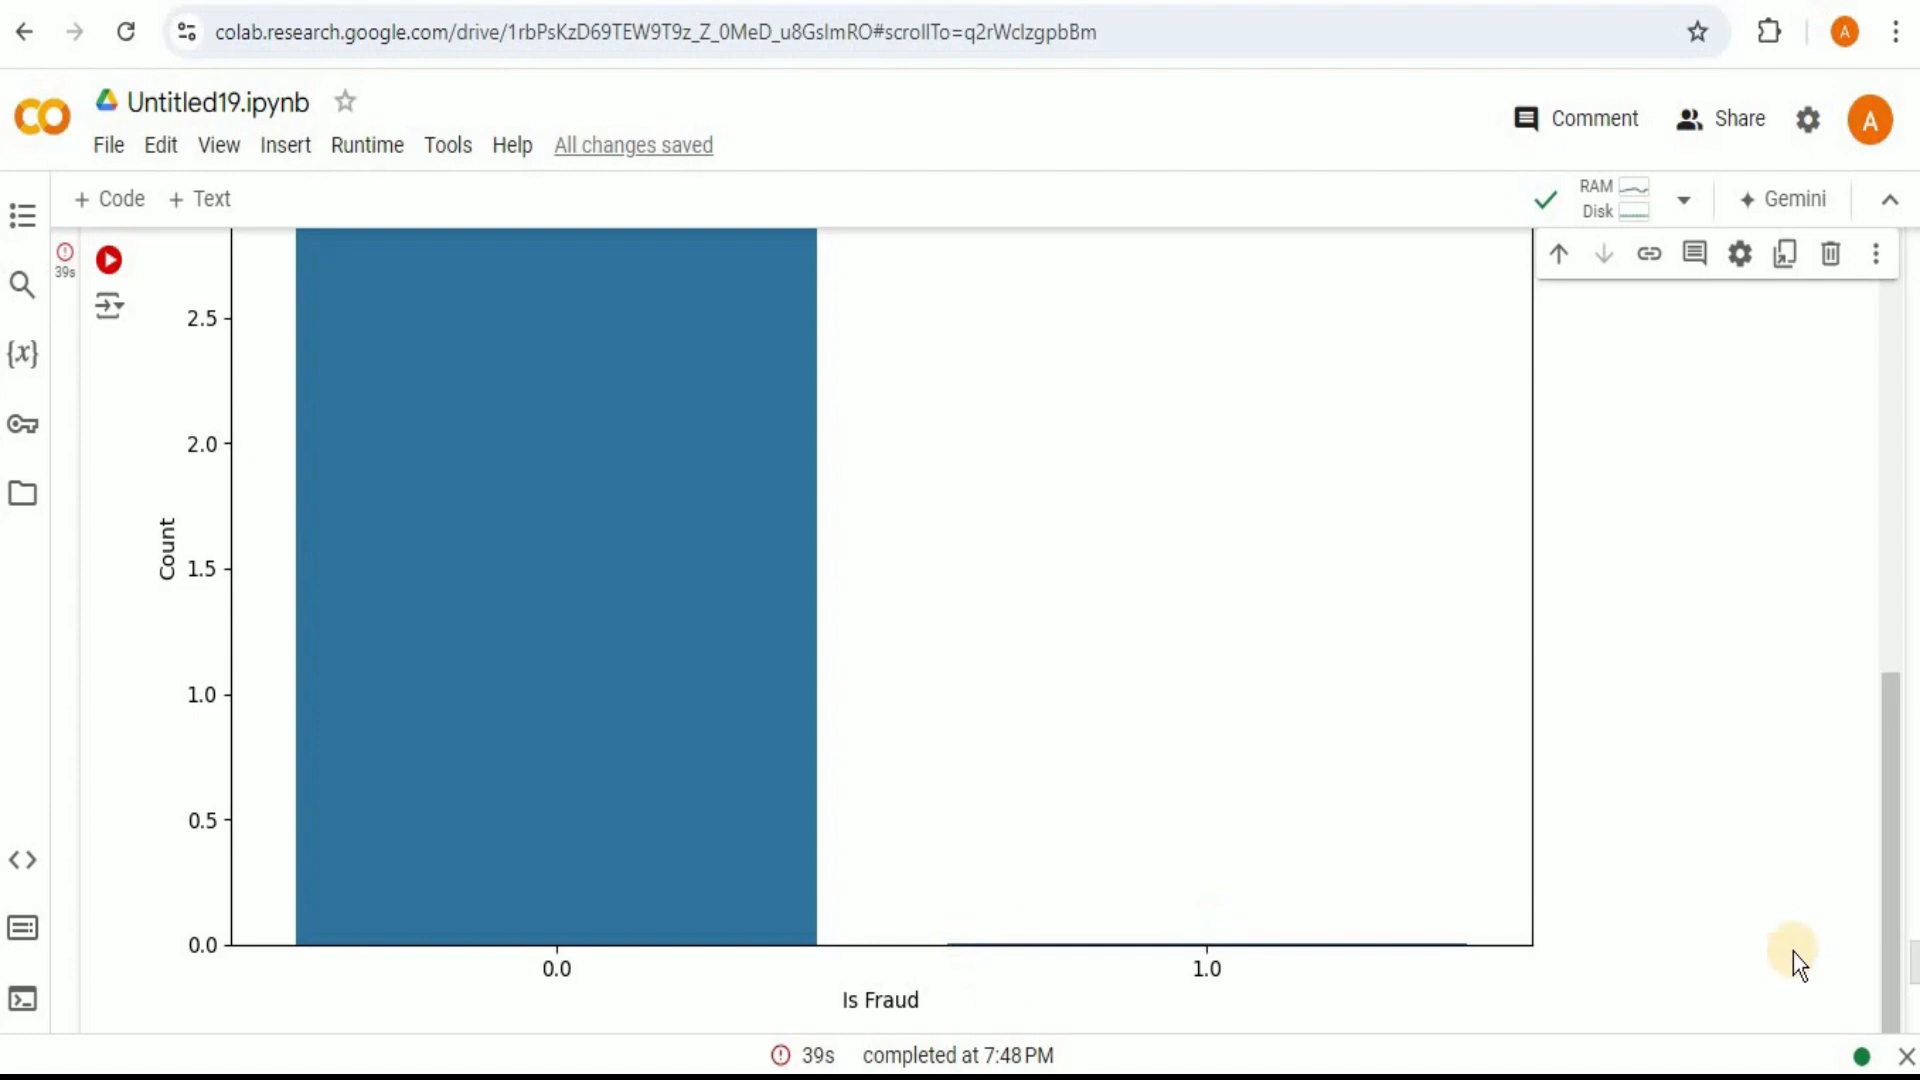 colab.research.google.com/drive/1rbPsKzD69TEW9T9z_Z_0MeD_u8GsImRO#scrollTo=q2rWcIzgpbBm
A
Untitled19.ipynb
File Edit View Insert Runtime Tools Help All changes saved
Comment Share A
+ Code + Text
RAM
Disk
Gemini
39s
2.5
2.0
1.5
1.0
0.5
0.0
Count
0.0 1.0
Is Fraud
39s completed at 7:48 PM